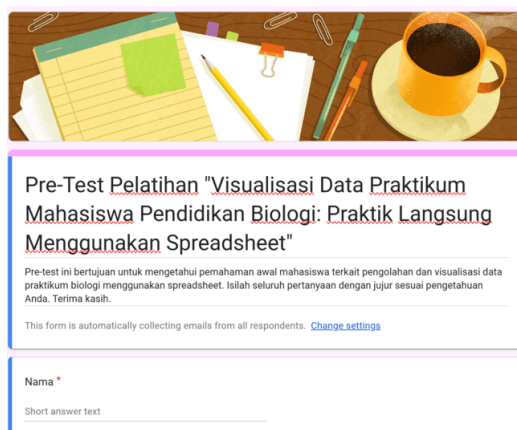 Pre-Test Pelatihan "Visualisasi Data Praktikum
Mahasiswa Pendidikan Biologi: Praktik Langsung
Menggunakan Spreadsheet"
Pre-test ini bertujuan untuk mengetahui pemahaman awal mahasiswa terkait pengolahan dan visualisasi data
praktikum biologi menggunakan spreadsheet. Isilah seluruh pertanyaan dengan jujur sesuai pengetahuan
Anda. Terima kasih.
This form is automatically collecting emails from all respondents. Change settings
Nama *
Short answer text